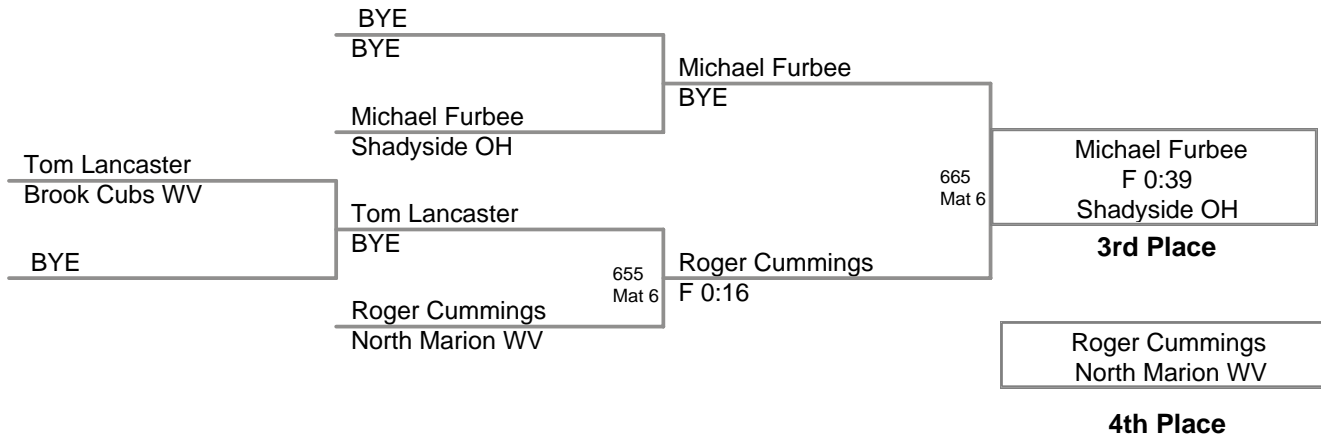 BYE
BYE
Michael Furbee
BYE
Michael Furbee
Shadyside OH
Tom Lancaster
Brook Cubs WV
BYE
Tom Lancaster
BYE
655
Mat 6
Roger Cummings
North Marion WV
Roger Cummings
F 0:16
665
Mat 6
Michael Furbee
F 0:39
Shadyside OH
3rd Place
Roger Cummings
North Marion WV
4th Place